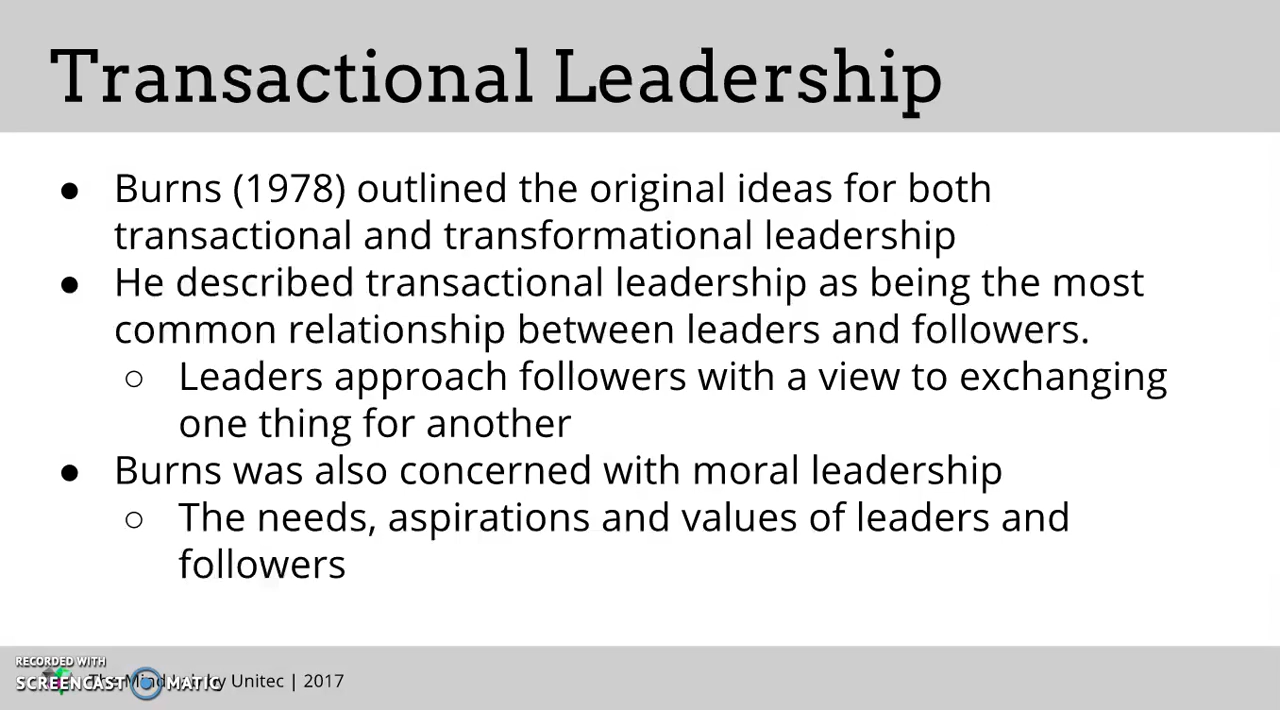 Transactional Leadership
● Burns (1978) outlined the original ideas for both
transactional and transformational leadership
● He described transactional leadership as being the most
common relationship between leaders and followers.
○ Leaders approach followers with a view to exchanging
one thing for another
● Burns was also concerned with moral leadership
○ The needs, aspirations and values of leaders and
followers
RECORDED WITH
SCREENCAST MATIC
by Unitec | 2017